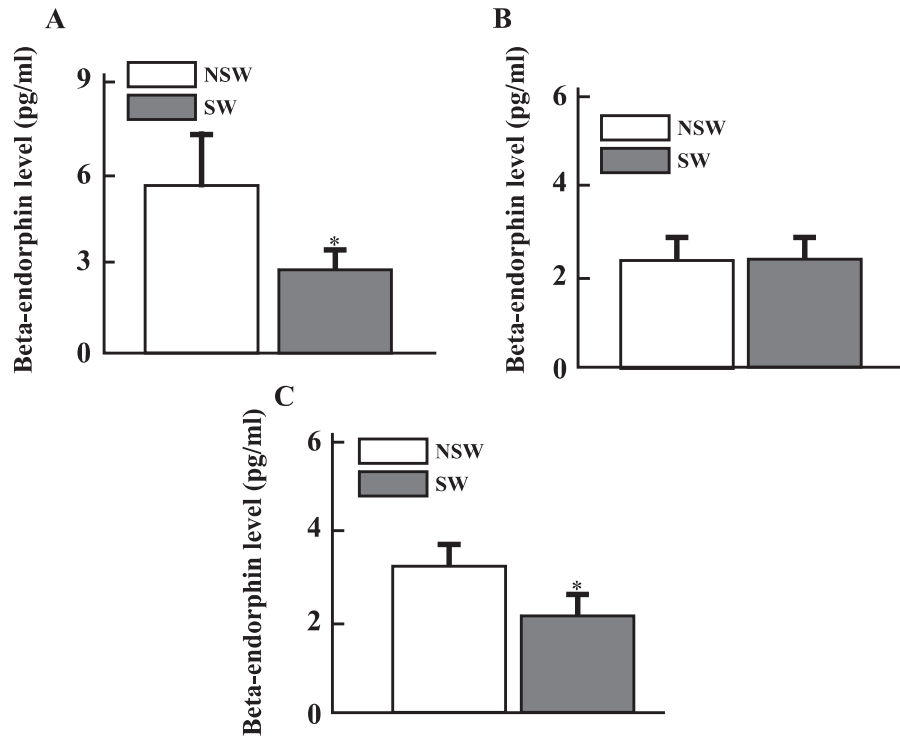 A
Beta-endorphin level (pg/ml)
9
6
3
0
NSW
SW
*
B
Beta-endorphin level (pg/ml)
6
4
2
0
NSW
SW
C
Beta-endorphin level (pg/ml)
6
4
2
0
NSW
SW
*